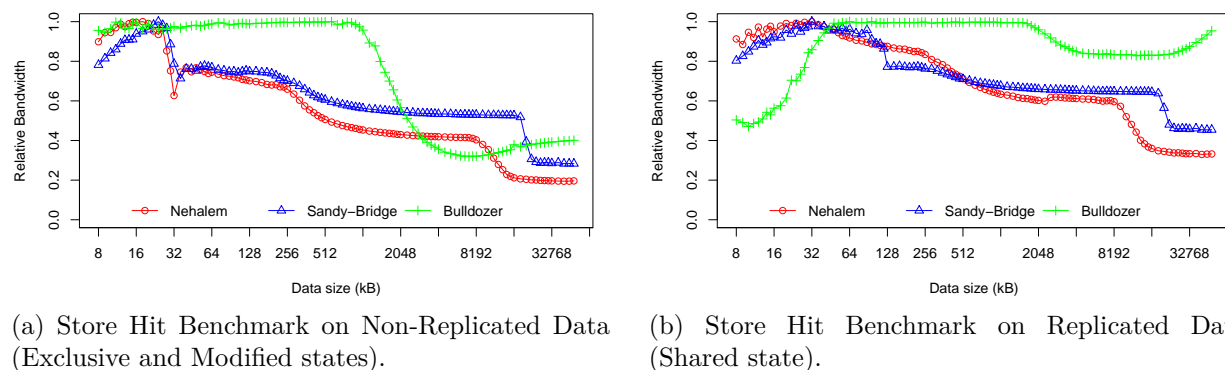 Relative Bandwidth
0.0 0.2 0.4 0.6 0.8 1.0
Nehalem Sandy−Bridge Bulldozer
8 16 32 64 128 256 512 2048 8192 32768
Data size (kB)
(a) Store Hit Benchmark on Non-Replicated Data
(Exclusive and Modified states).
Relative Bandwidth
0.0 0.2 0.4 0.6 0.8 1.0
Nehalem Sandy−Bridge Bulldozer
8 16 32 64 128 256 512 2048 8192 32768
Data size (kB)
(b) Store Hit Benchmark on Replicated Dat
(Shared state).